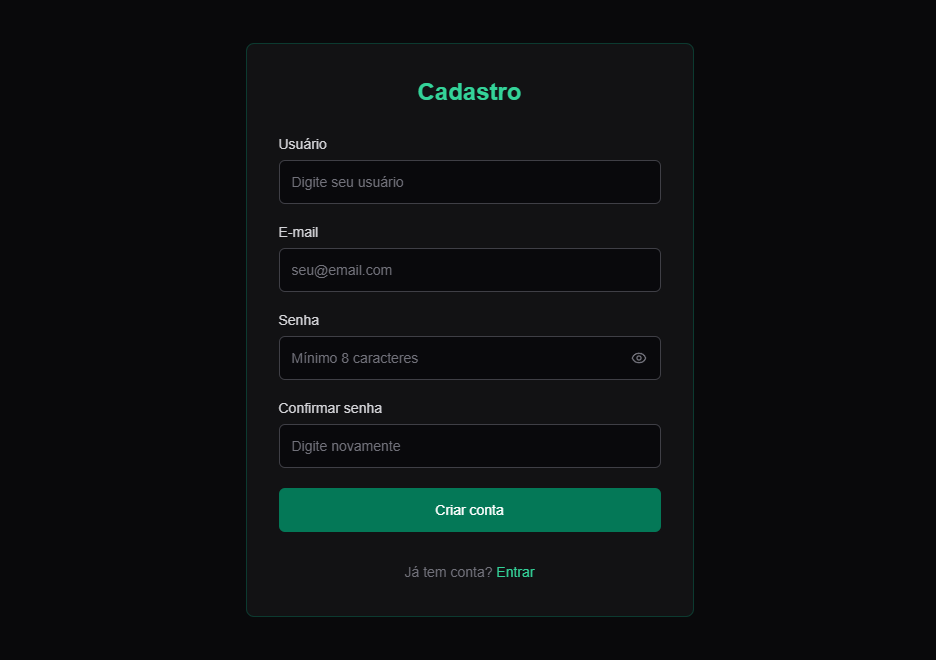 Cadastro
Usuário
Digite seu usuário
E-mail
seu@email.com
Senha
Mínimo 8 caracteres
Confirmar senha
Digite novamente
Criar conta
Já tem conta? Entrar